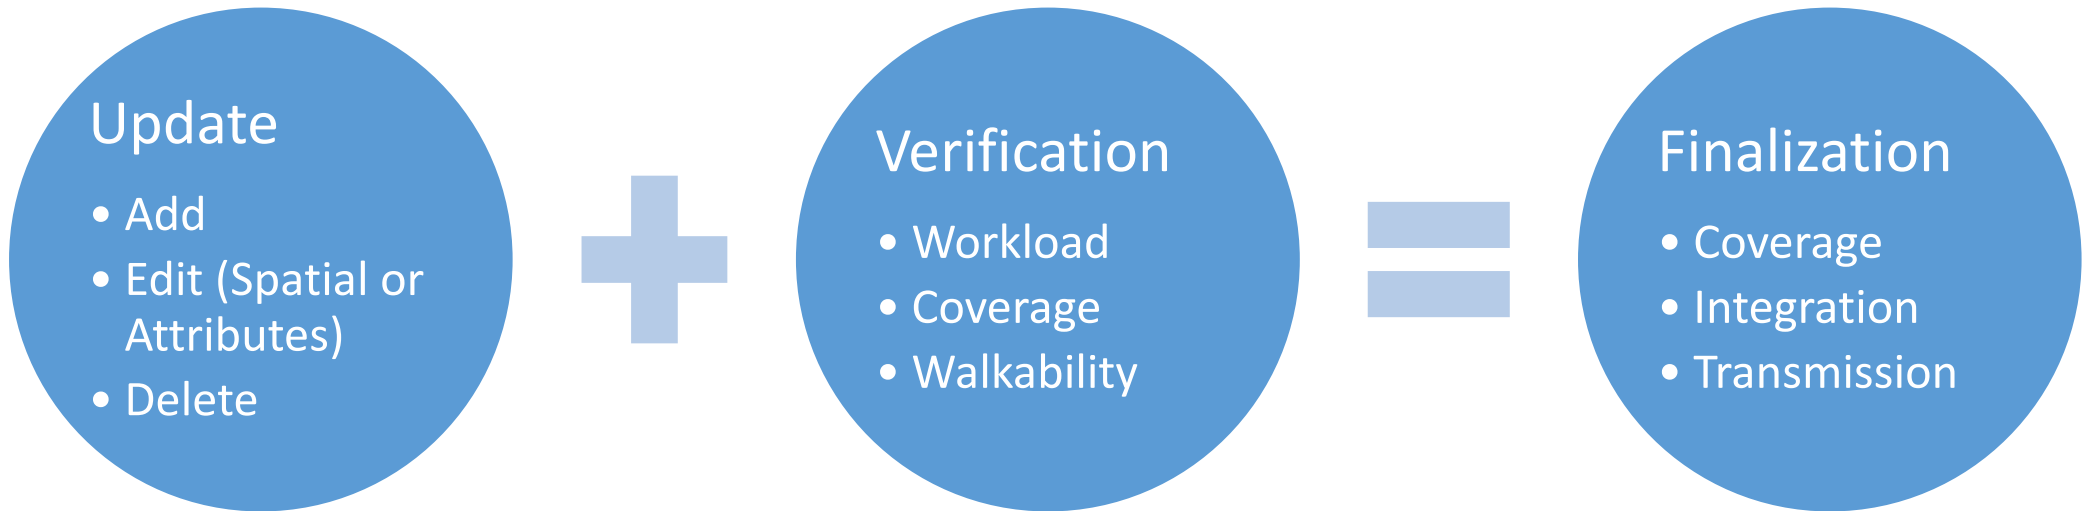 Update
• Add
• Edit (Spatial or
Attributes)
• Delete
Verification
• Workload
• Coverage
• Walkability
Finalization
• Coverage
• Integration
• Transmission